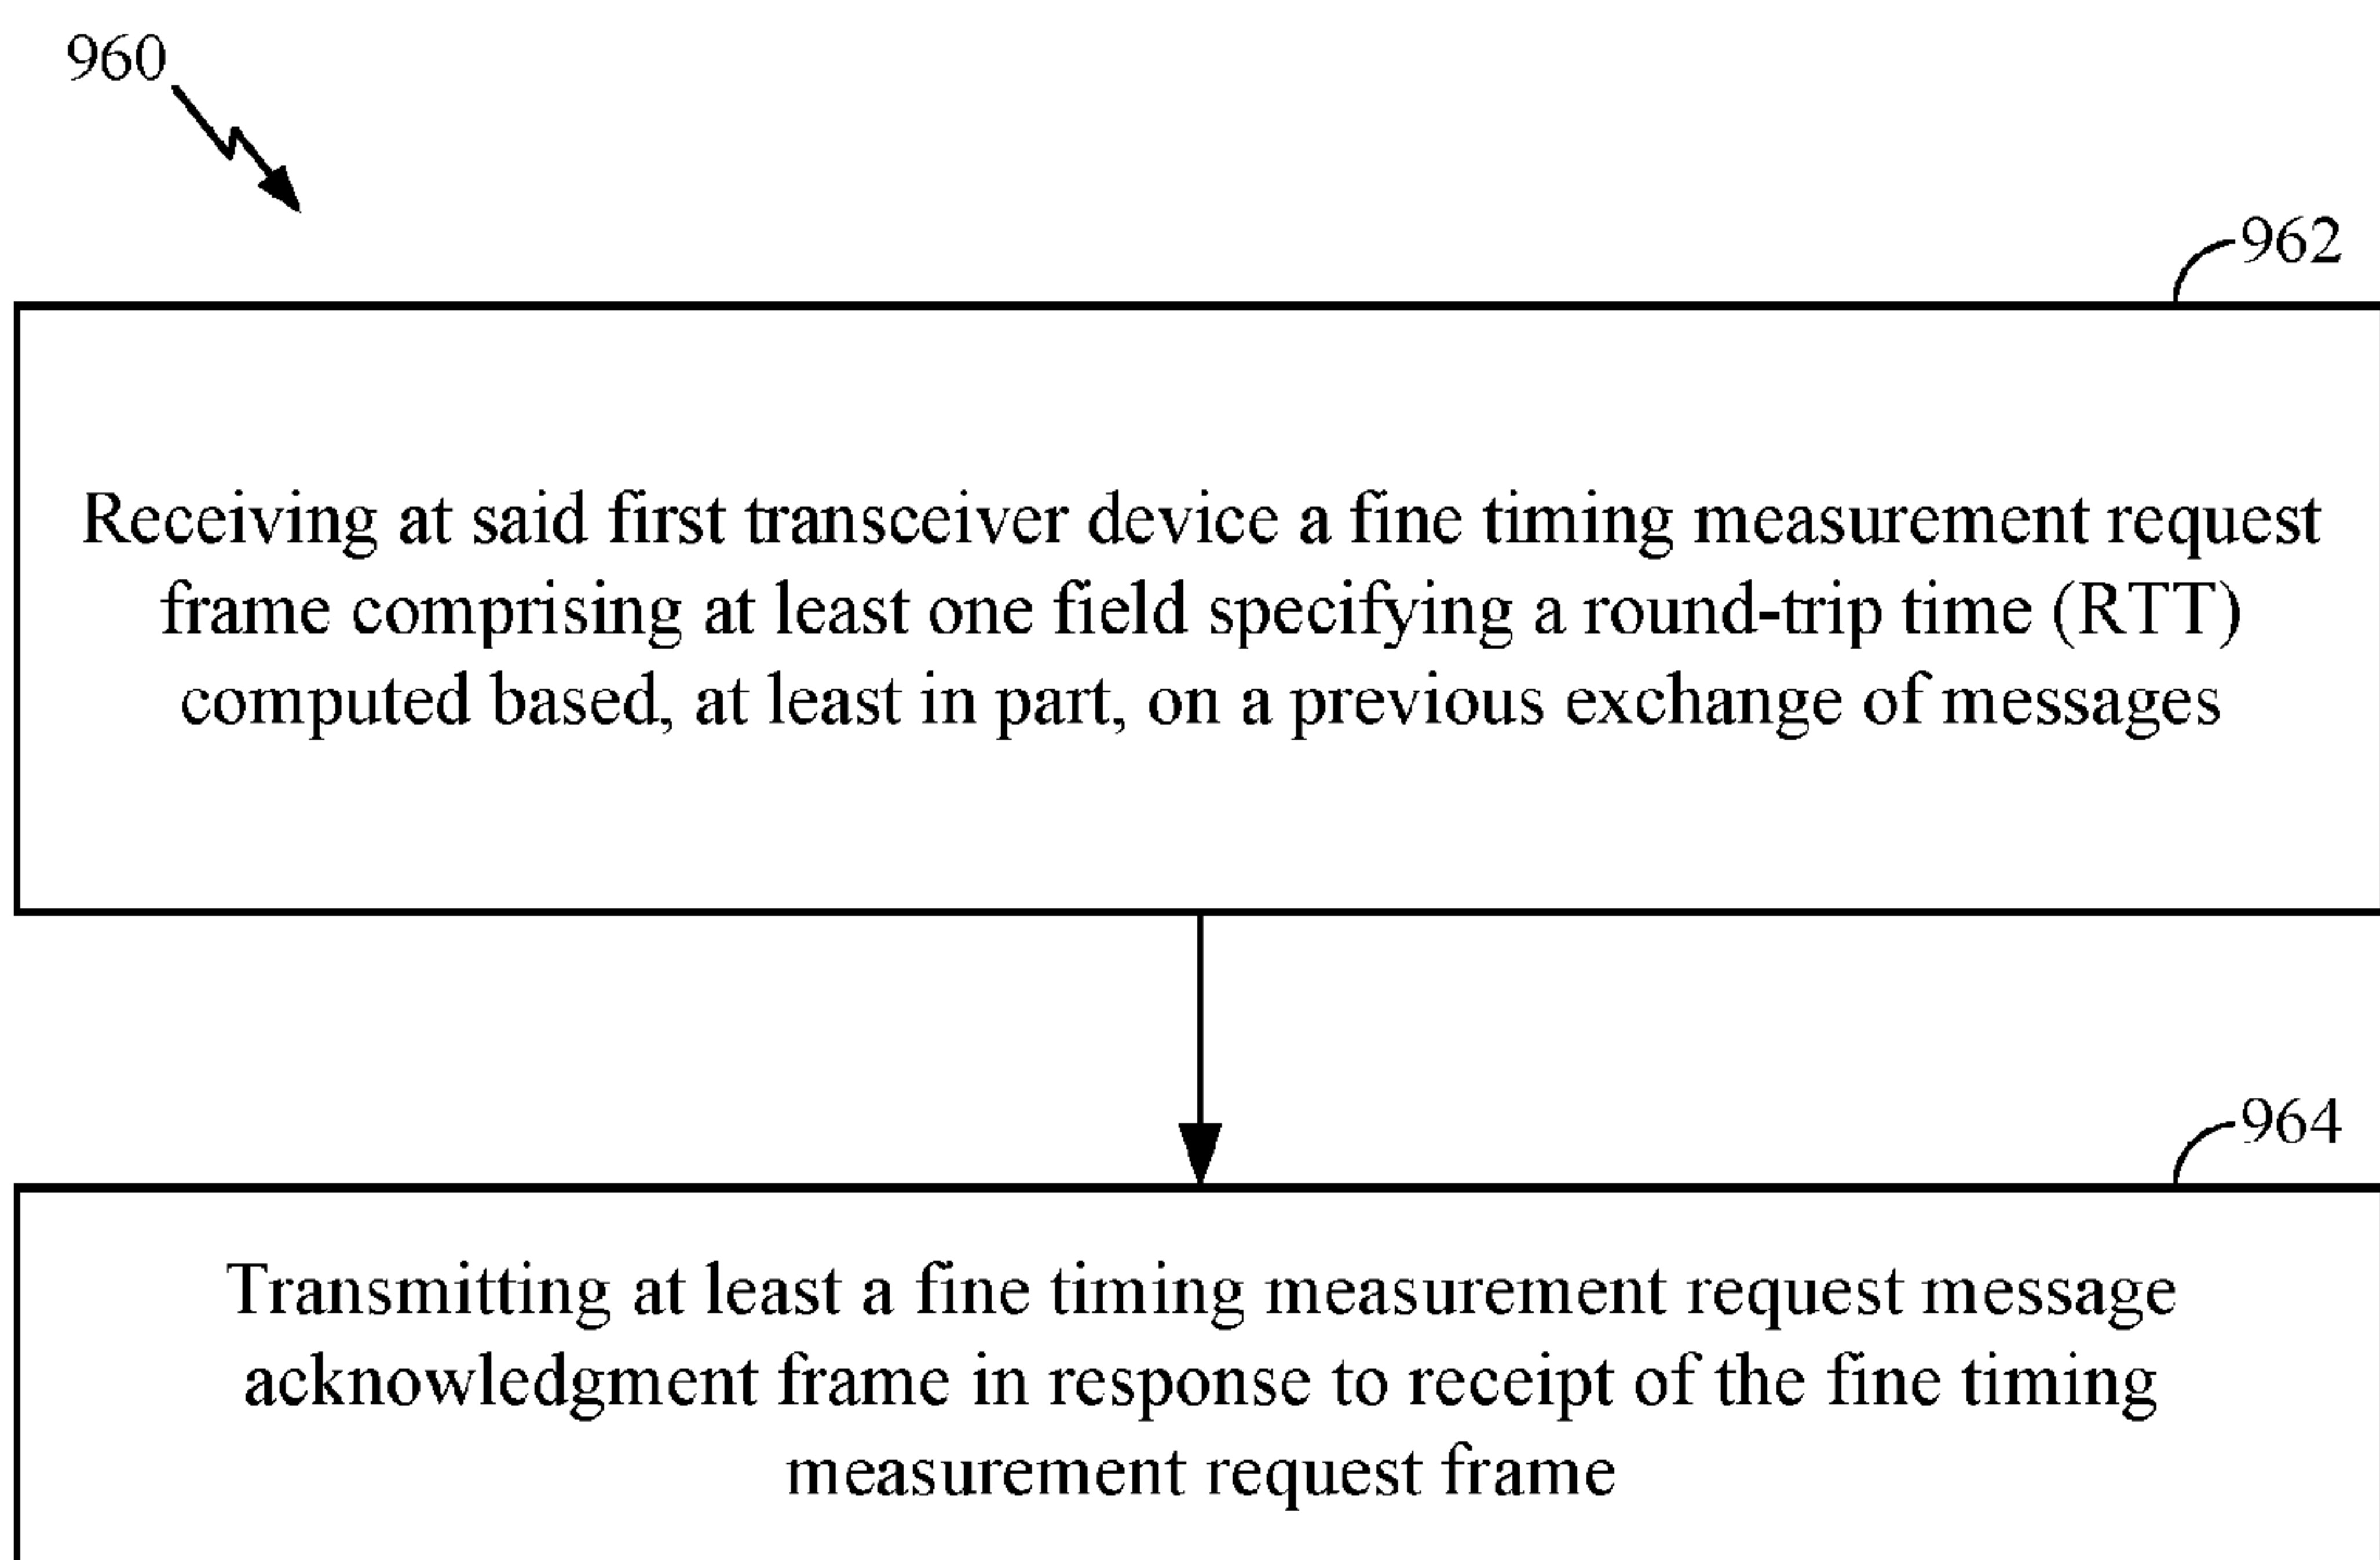 960
962
Receiving at said first transceiver device a fine timing measurement request
frame comprising at least one field specifying a round-trip time (RTT)
computed based, at least in part, on a previous exchange of messages
964
Transmitting at least a fine timing measurement request message
acknowledgment frame in response to receipt of the fine timing
measurement request frame